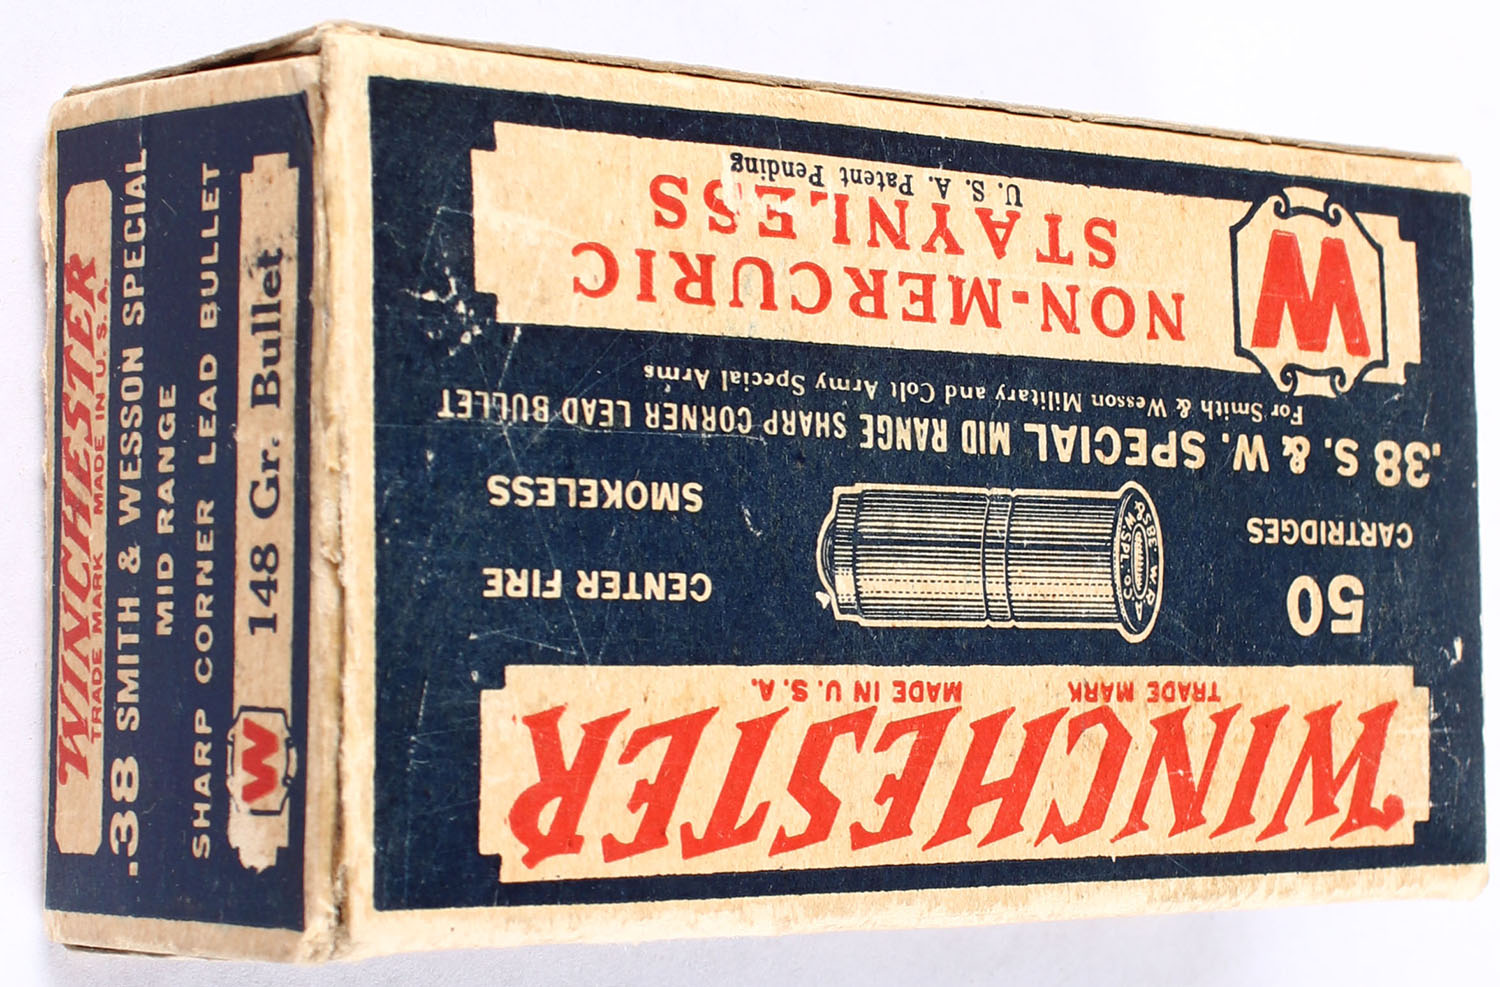 WINCHESTER
TRADE MARK MADE IN U.S.A.
50
CARTRIDGES
CENTER FIRE
SMOKELESS
.38 S. & W. SPECIAL MID RANGE SHARP CORNER LEAD BULLET
For Smith & Wesson Military and Colt Army Special Arms
W
NON-MERCURIC
STAYNLESS
U. S. A. Patent Pending
WINCHESTER
TRADE MARK MADE IN U.S.A.
.38 SMITH & WESSON SPECIAL
MID RANGE
SHARP CORNER LEAD BULLET
W 148 Gr. Bullet